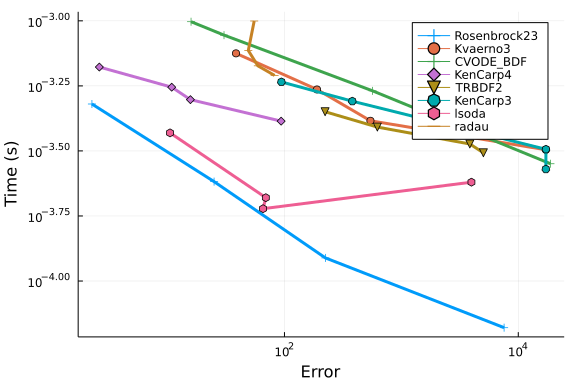 10^−3.00
10^−3.25
10^−3.50
10^−3.75
10^−4.00
Time (s)
Rosenbrock23
Kvaerno3
CVODE_BDF
KenCarp4
TRBDF2
KenCarp3
lsoda
radau
10^2
10^4
Error